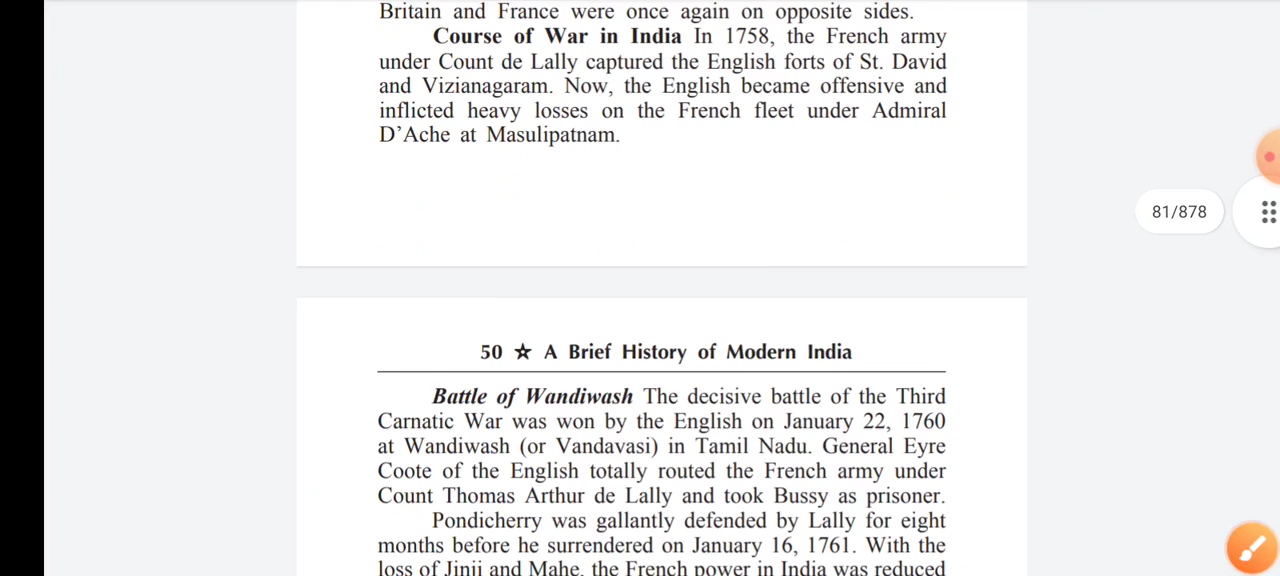 Britain and France were once again on opposite sides.
Course of War in India In 1758, the French army
under Count de Lally captured the English forts of St. David
and Vizianagaram. Now, the English became offensive and
inflicted heavy losses on the French fleet under Admiral
D’Ache at Masulipatnam.
81/878
50 ☆ A Brief History of Modern India
Battle of Wandiwash The decisive battle of the Third
Carnatic War was won by the English on January 22, 1760
at Wandiwash (or Vandavasi) in Tamil Nadu. General Eyre
Coote of the English totally routed the French army under
Count Thomas Arthur de Lally and took Bussy as prisoner.
Pondicherry was gallantly defended by Lally for eight
months before he surrendered on January 16, 1761. With the
loss of Jinji and Mahe, the French power in India was reduced